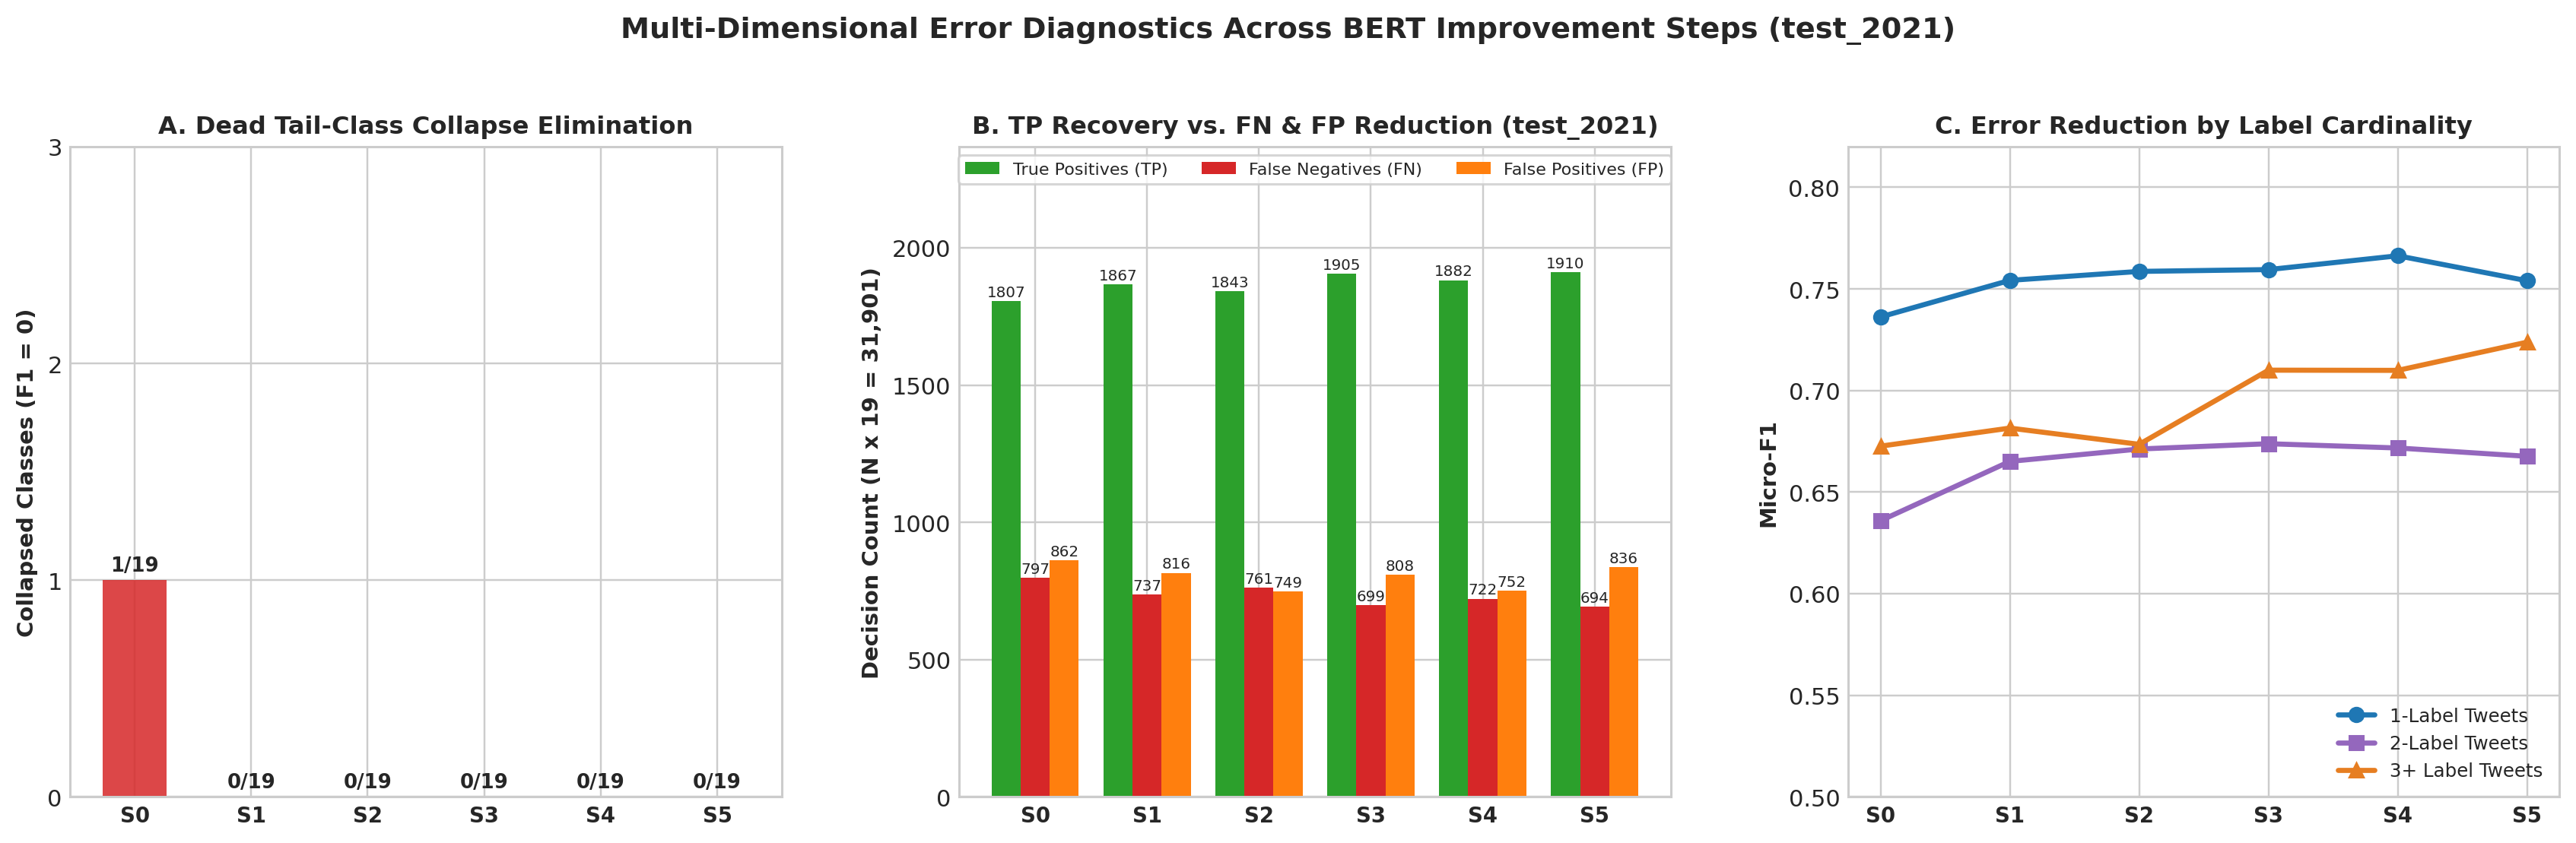 Multi-Dimensional Error Diagnostics Across BERT Improvement Steps (test_2021)
A. Dead Tail-Class Collapse Elimination
Collapsed Classes (F1 = 0)
3
2
1
0
1/19
0/19
0/19
0/19
0/19
0/19
S0
S1
S2
S3
S4
S5
B. TP Recovery vs. FN & FP Reduction (test_2021)
True Positives (TP)
False Negatives (FN)
False Positives (FP)
Decision Count (N x 19 = 31,901)
2000
1500
1000
500
0
1807
797
862
1867
737
816
1843
761
749
1905
699
808
1882
722
752
1910
694
836
S0
S1
S2
S3
S4
S5
C. Error Reduction by Label Cardinality
Micro-F1
0.80
0.75
0.70
0.65
0.60
0.55
0.50
1-Label Tweets
2-Label Tweets
3+ Label Tweets
S0
S1
S2
S3
S4
S5